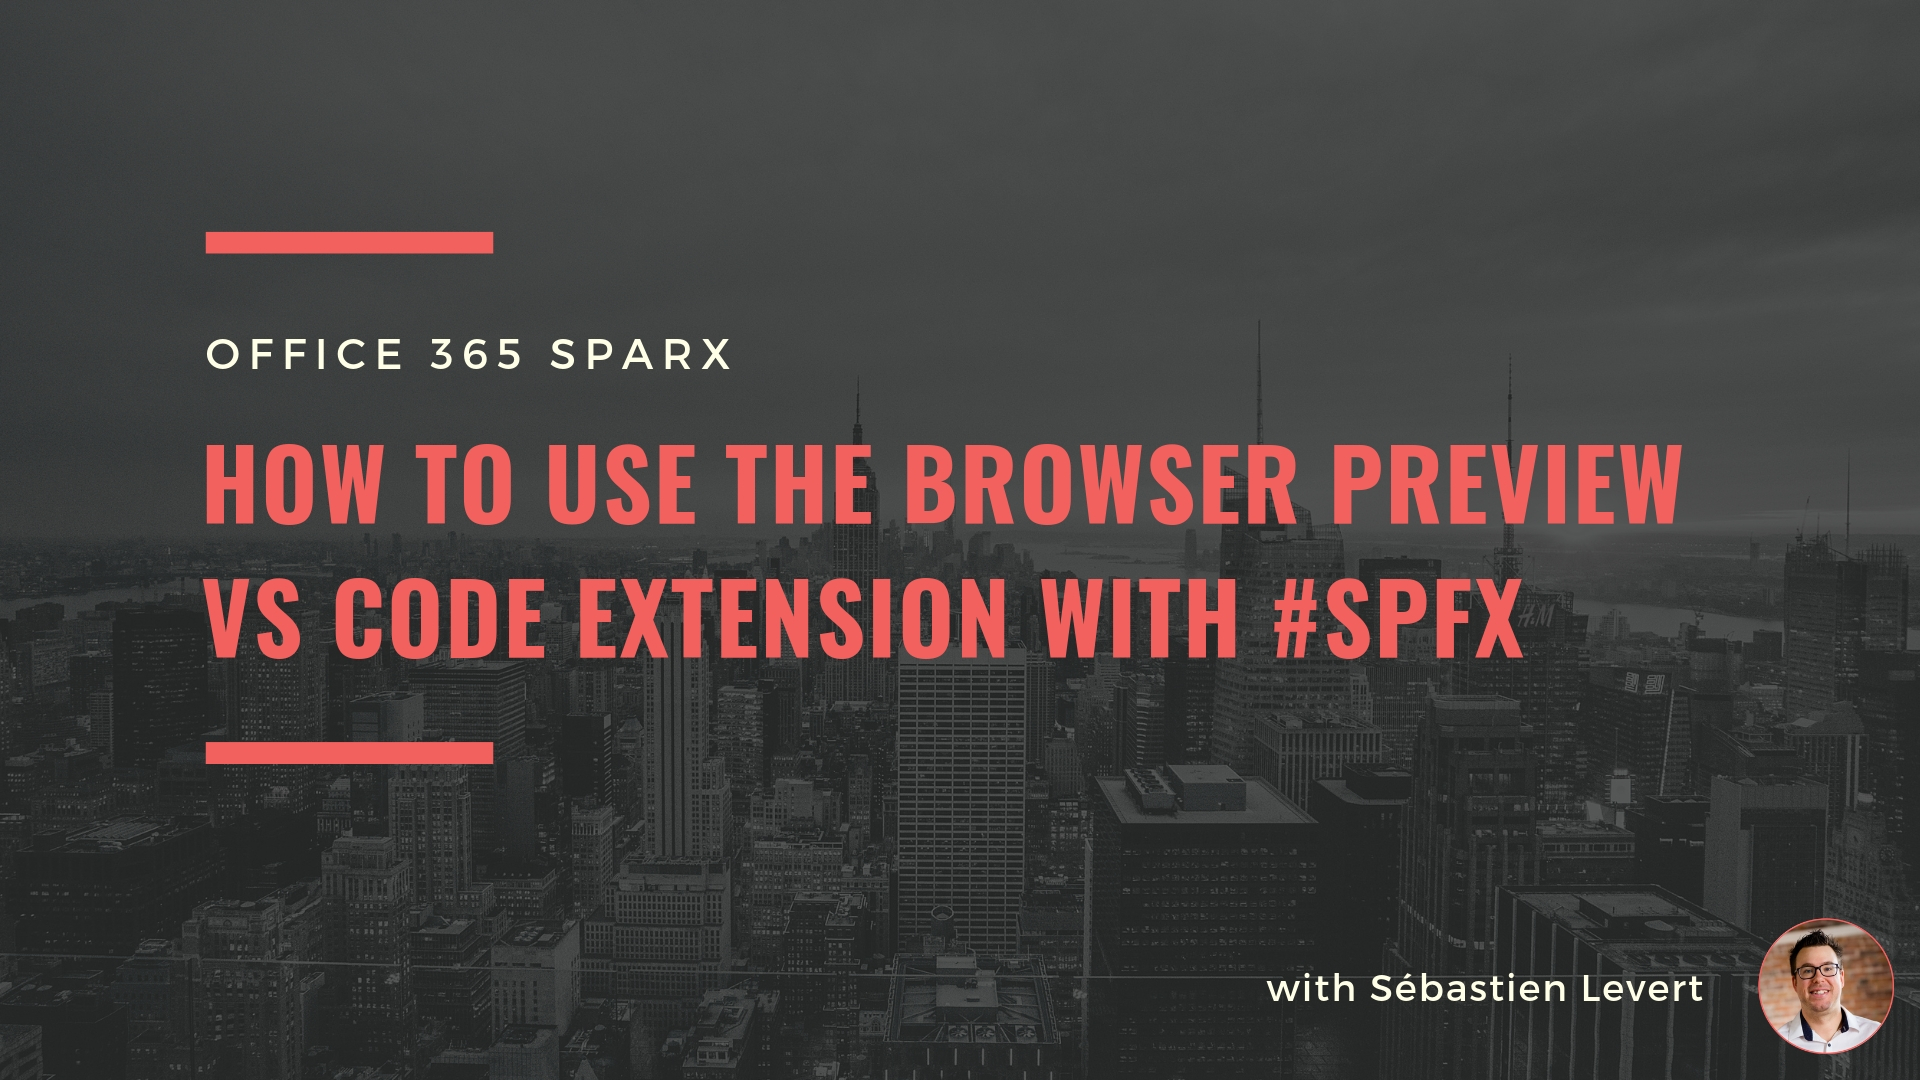 OFFICE 365 SPARX
HOW TO USE THE BROWSER PREVIEW
VS CODE EXTENSION WITH #SPFX
H&M
with Sébastien Levert